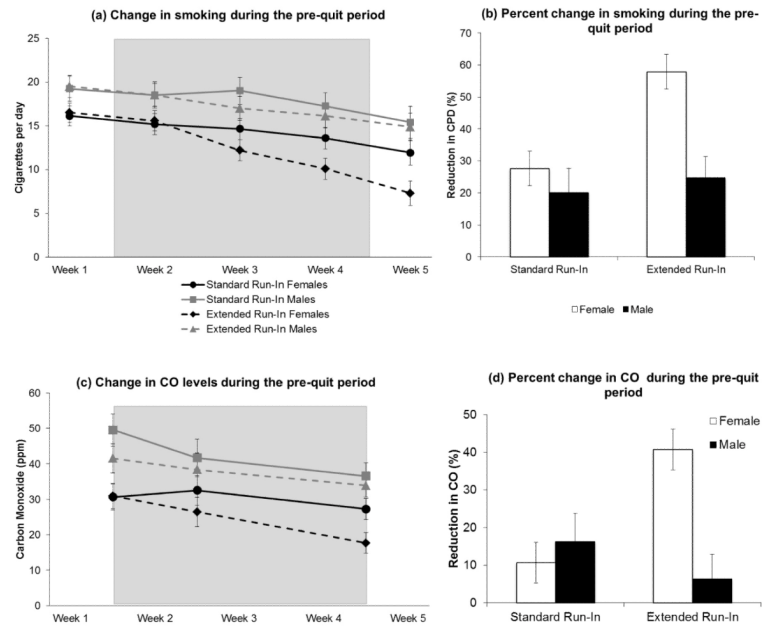 (a) Change in smoking during the pre-quit period
Cigarettes per day
25
20
15
10
5
0
Week 1 Week 2 Week 3 Week 4 Week 5
Standard Run-In Females
Standard Run-In Males
Extended Run-In Females
Extended Run-In Males
(b) Percent change in smoking during the pre-
quit period
Reduction in CPD (%)
70
60
50
40
30
20
10
0
Standard Run-In Extended Run-In
Female Male
(c) Change in CO levels during the pre-quit period
Carbon Monoxide (ppm)
60
50
40
30
20
10
0
Week 1 Week 2 Week 3 Week 4 Week 5
(d) Percent change in CO during the pre-quit
period
Reduction in CO (%)
50
40
30
20
10
0
Female
Male
Standard Run-In Extended Run-In